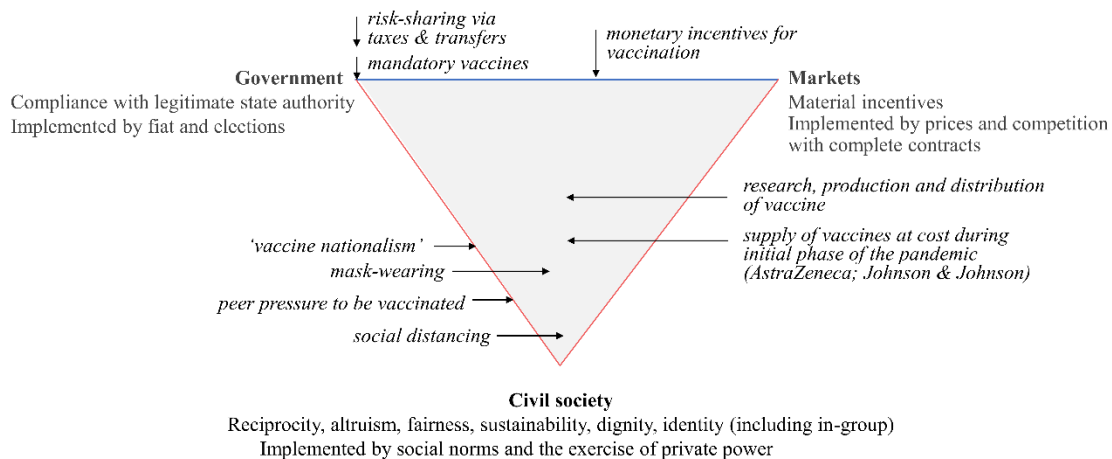 risk-sharing via
taxes & transfers
mandatory vaccines
monetary incentives for
vaccination
Government
Compliance with legitimate state authority
Implemented by fiat and elections
Markets
Material incentives
Implemented by prices and competition
with complete contracts
research, production and distribution
of vaccine
supply of vaccines at cost during
initial phase of the pandemic
(AstraZeneca; Johnson & Johnson)
‘vaccine nationalism’
mask-wearing
peer pressure to be vaccinated
social distancing
Civil society
Reciprocity, altruism, fairness, sustainability, dignity, identity (including in-group)
Implemented by social norms and the exercise of private power